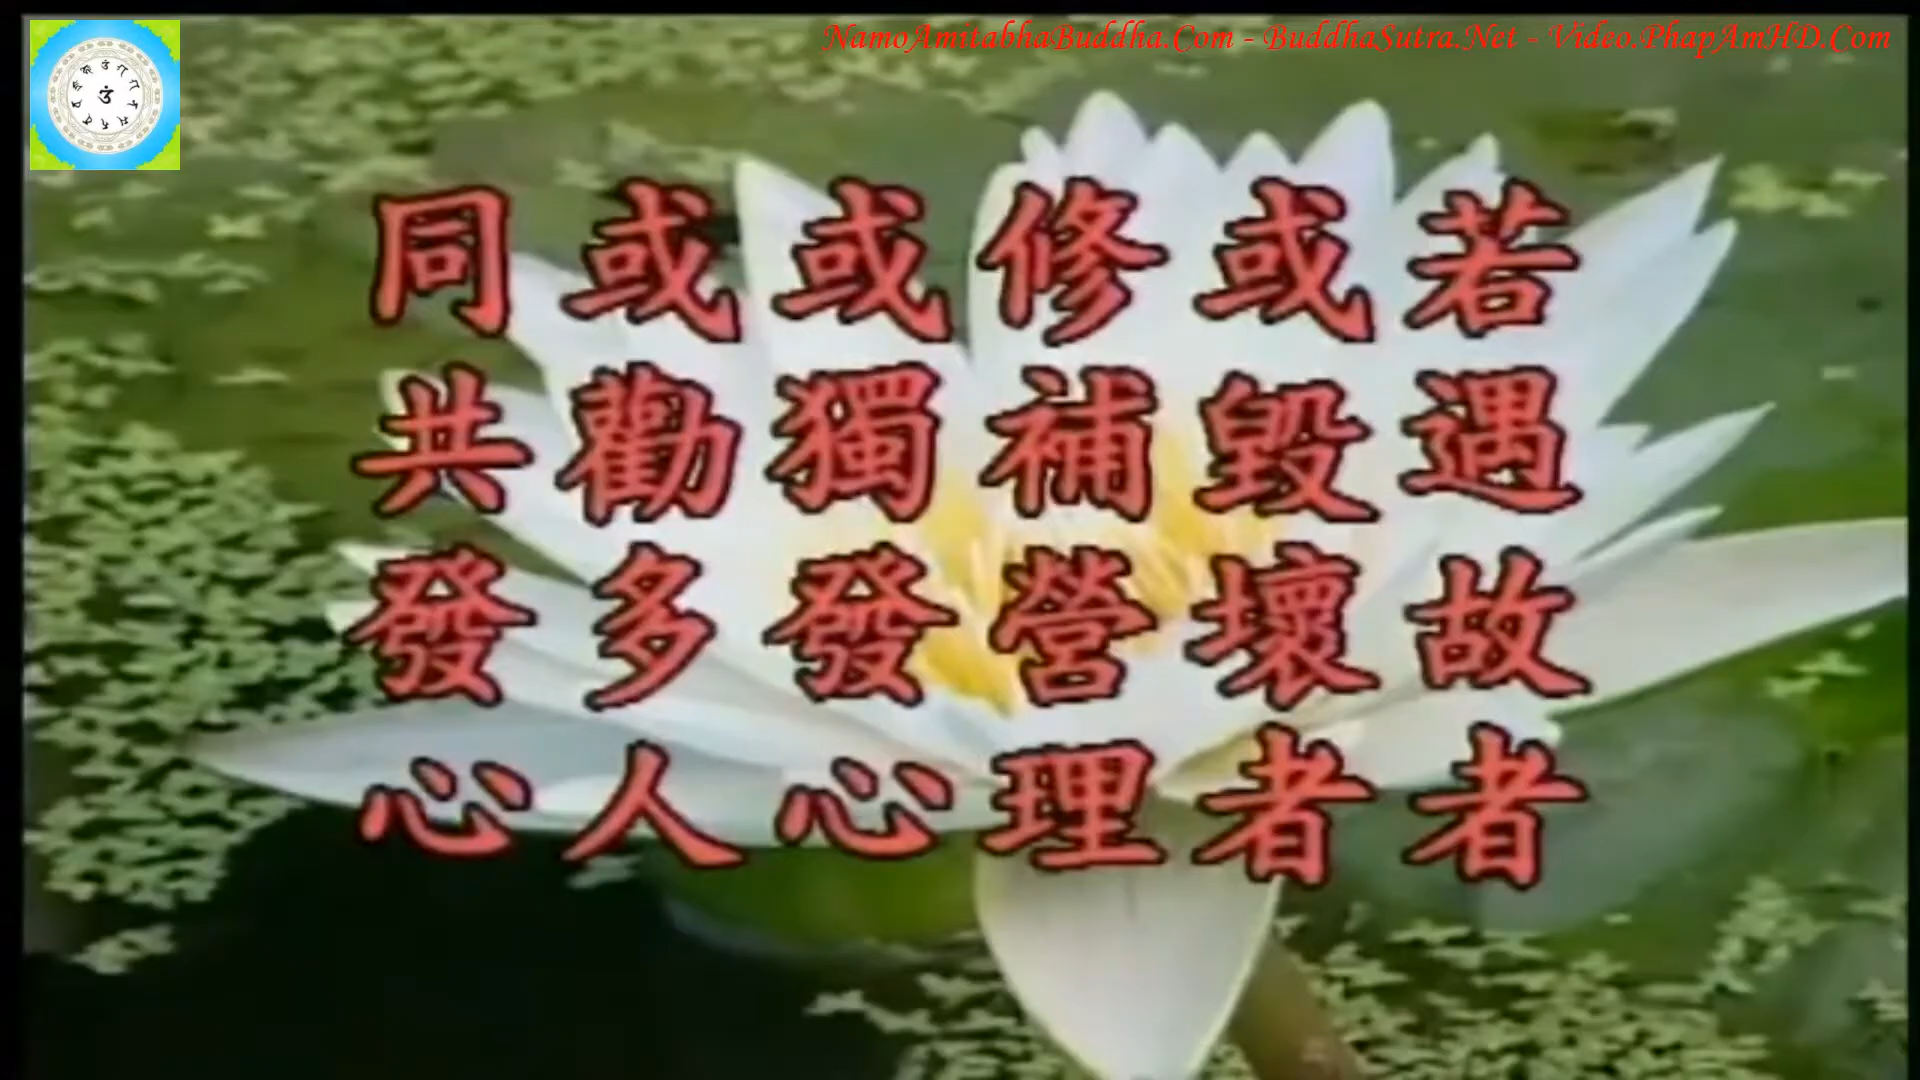 NamoAmitabhaBuddha.Com - BuddhaSutra.Net - Video.PhapAmHD.Com
若遇故者
或毀壞者
修補營理
或獨發心
或勸多人
同共發心